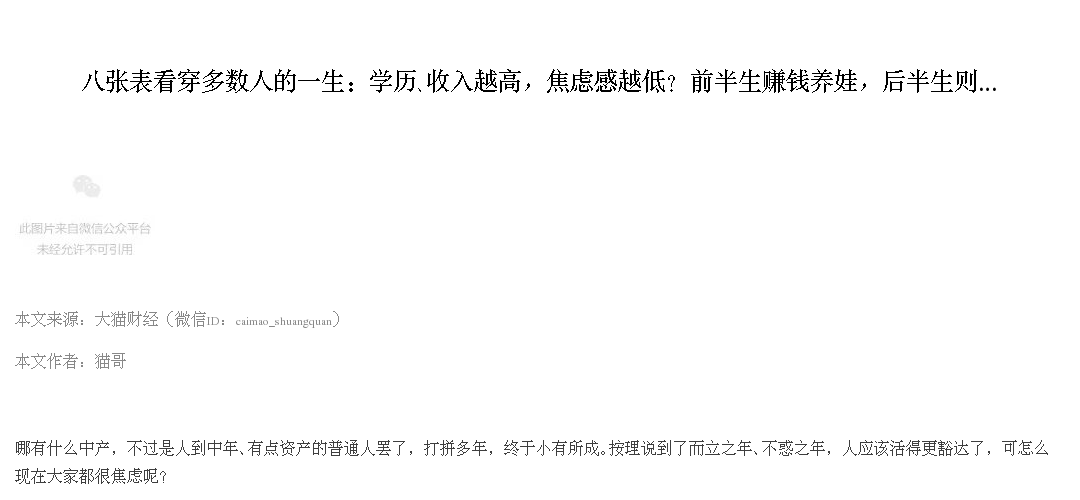 八张表看穿多数人的一生：学历、收入越高，焦虑感越低？前半生赚钱养娃，后半生则...
此图片来自微信公众平台
未经允许不可引用
本文来源：大猫财经（微信ID：caimao_shuangquan）
本文作者：猫哥
哪有什么中产，不过是人到中年、有点资产的普通人罢了，打拼多年，终于小有所成。按理说到了而立之年、不惑之年，人应该活得更豁达了，可怎么
现在大家都很焦虑呢？